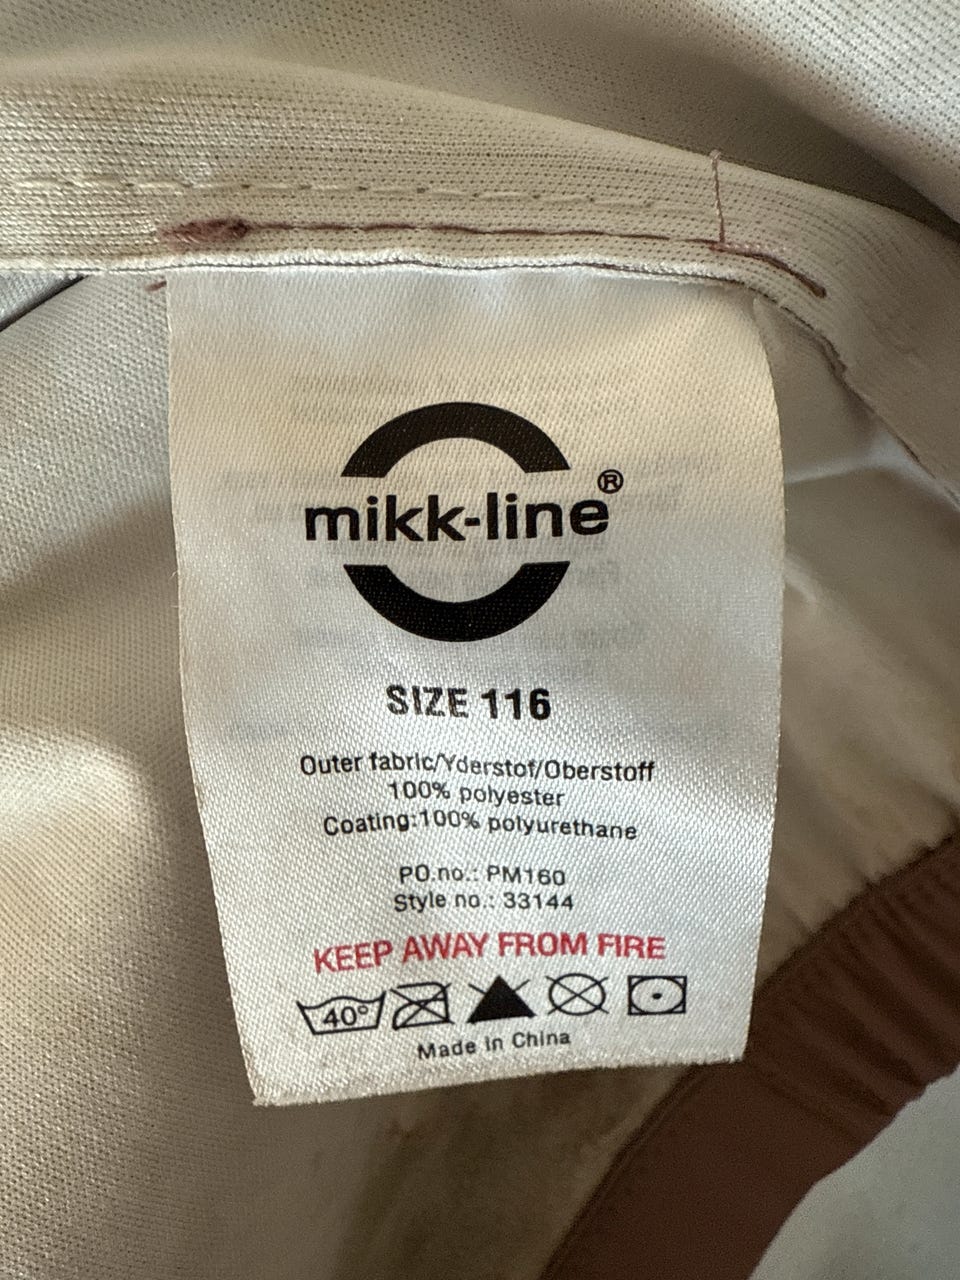 mikk-line®
SIZE 116
Outer fabric/Yderstof/Oberstoff
100% polyester
Coating:100% polyurethane
PO.no.: PM160
Style no.: 33144
KEEP AWAY FROM FIRE
40°
Made in China